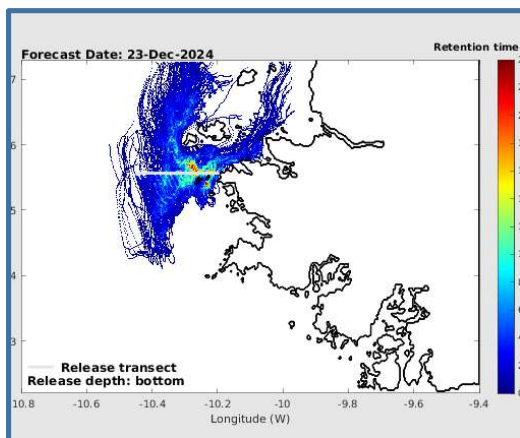 Forecast Date: 23-Dec-2024
Retention time
7
6
5
4
3
Release transect
Release depth: bottom
10.8 -10.6 -10.4 -10.2 -10 -9.8 -9.6 -9.4
Longitude (W)